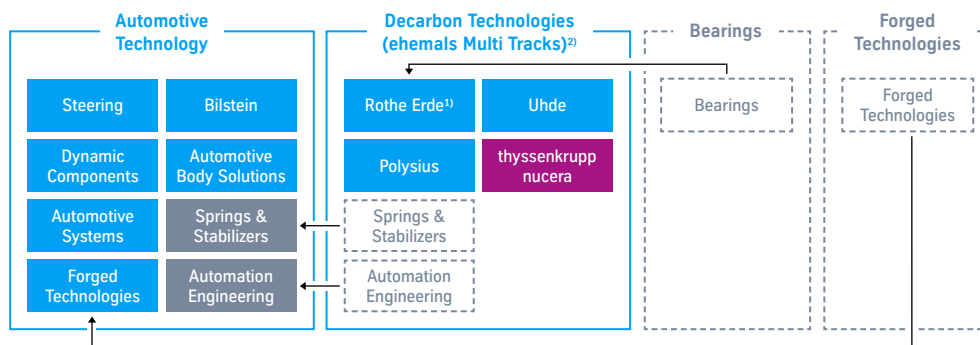 Automotive
Technology
Decarbon Technologies
(ehemals Multi Tracks)²⁾
Bearings
Forged
Technologies
Steering
Bilstein
Dynamic
Components
Automotive
Body Solutions
Automotive
Systems
Springs &
Stabilizers
Forged
Technologies
Automation
Engineering
Rothe Erde¹⁾
Uhde
Polysius
thyssenkrupp
nucera
Springs &
Stabilizers
Automation
Engineering
Bearings
Forged
Technologies